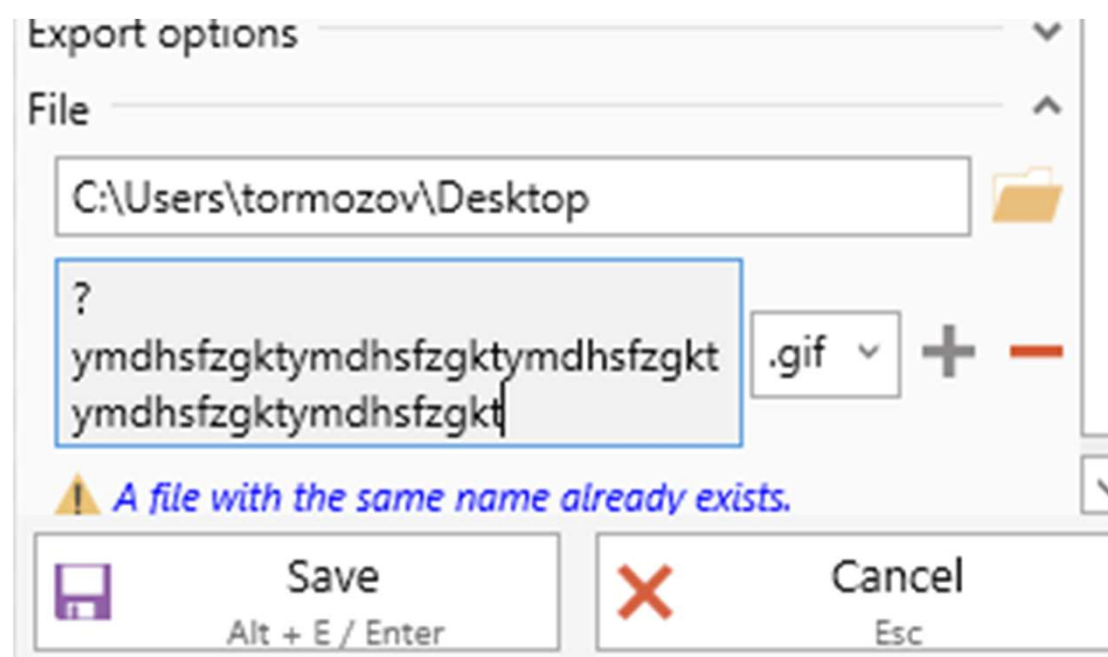 Export options
File
C:\Users\tormozov\Desktop
?
ymdhsfzgktymdhsfzgktymdhsfzgkt
ymdhsfzgktymdhsfzgkt
.gif
A file with the same name already exists.
Save
Alt + E / Enter
Cancel
Esc